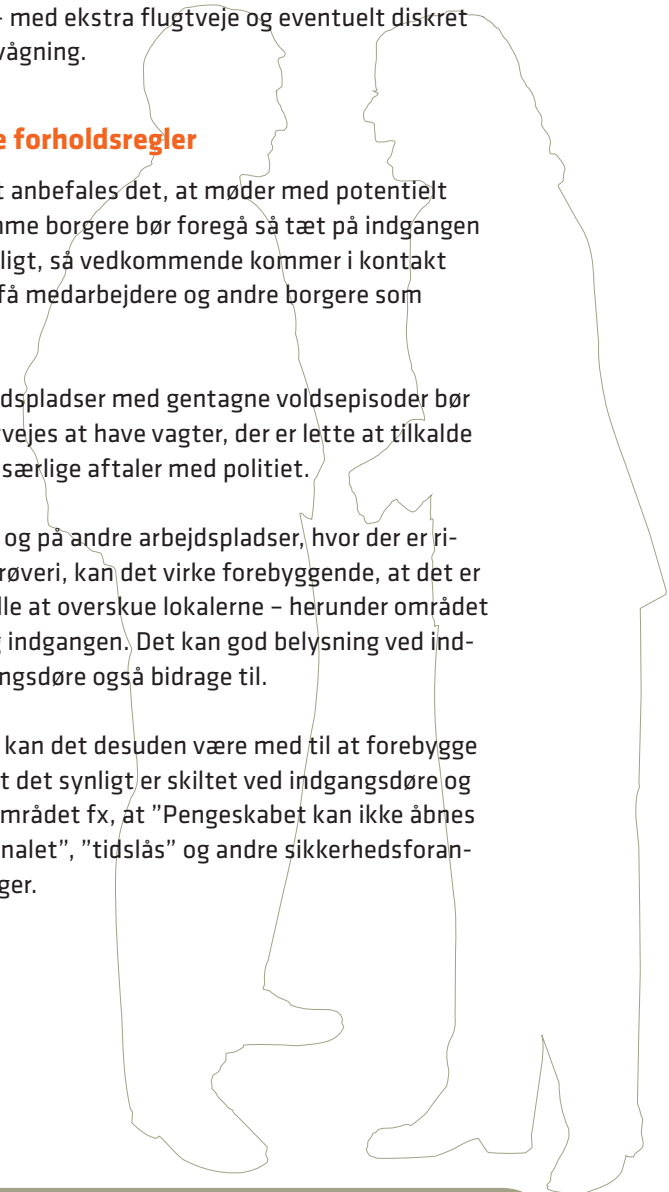 - med ekstra flugtveje og eventuelt diskret
vågning.
e forholdsregler
t anbefales det, at møder med potentielt
mme borgere bør foregå så tæt på indgangen
ligt, så vedkommende kommer i kontakt
få medarbejdere og andre borgere som
dspladser med gentagne voldsepisoder bør
vejes at have vagter, der er lette at tilkalde
særlige aftaler med politiet.
og på andre arbejdspladser, hvor der er ri-
røveri, kan det virke forebyggende, at det er
lle at overskue lokalerne – herunder området
g indgangen. Det kan god belysning ved ind-
ngsdøre også bidrage til.
kan det desuden være med til at forebygge
t det synligt er skiltet ved indgangsdøre og
mrådet fx, at ”Pengeskabet kan ikke åbnes
nalet”, ”tidslås” og andre sikkerhedsforan-
ger.